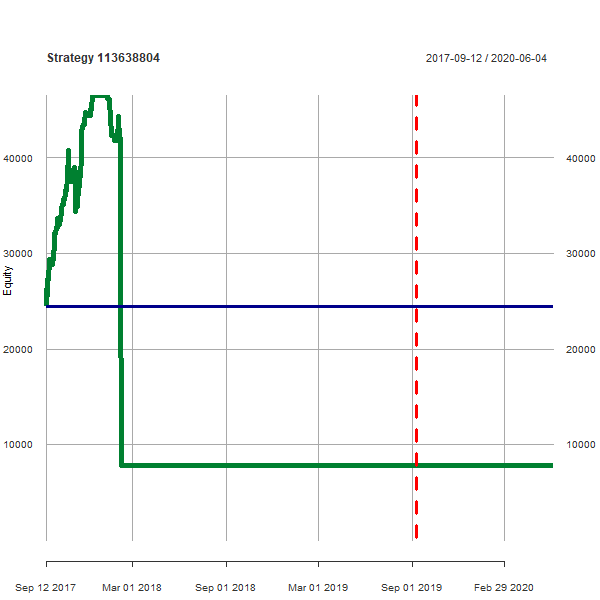 Strategy 113638804
2017-09-12 / 2020-06-04
40000
40000
30000
30000
Equity
20000
20000
10000
10000
Sep 12 2017
Mar 01 2018
Sep 01 2018
Mar 01 2019
Sep 01 2019
Feb 29 2020